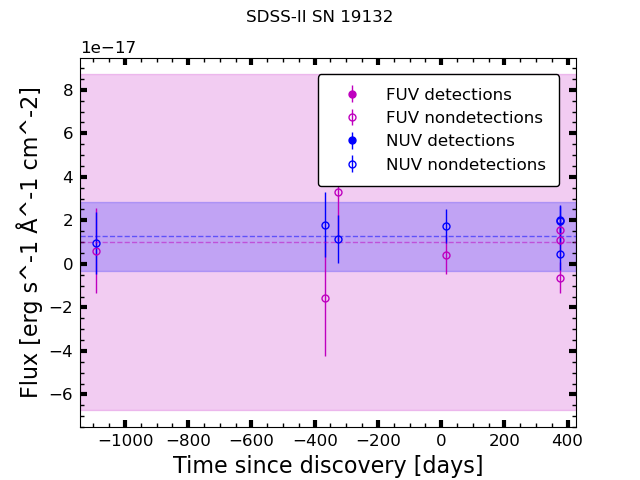 SDSS-II SN 19132
1e−17
FUV detections
FUV nondetections
NUV detections
NUV nondetections
8
6
4
2
0
−2
−4
−6
Flux [erg s^-1 Å^-1 cm^-2]
−1000 −800 −600 −400 −200 0 200 400
Time since discovery [days]